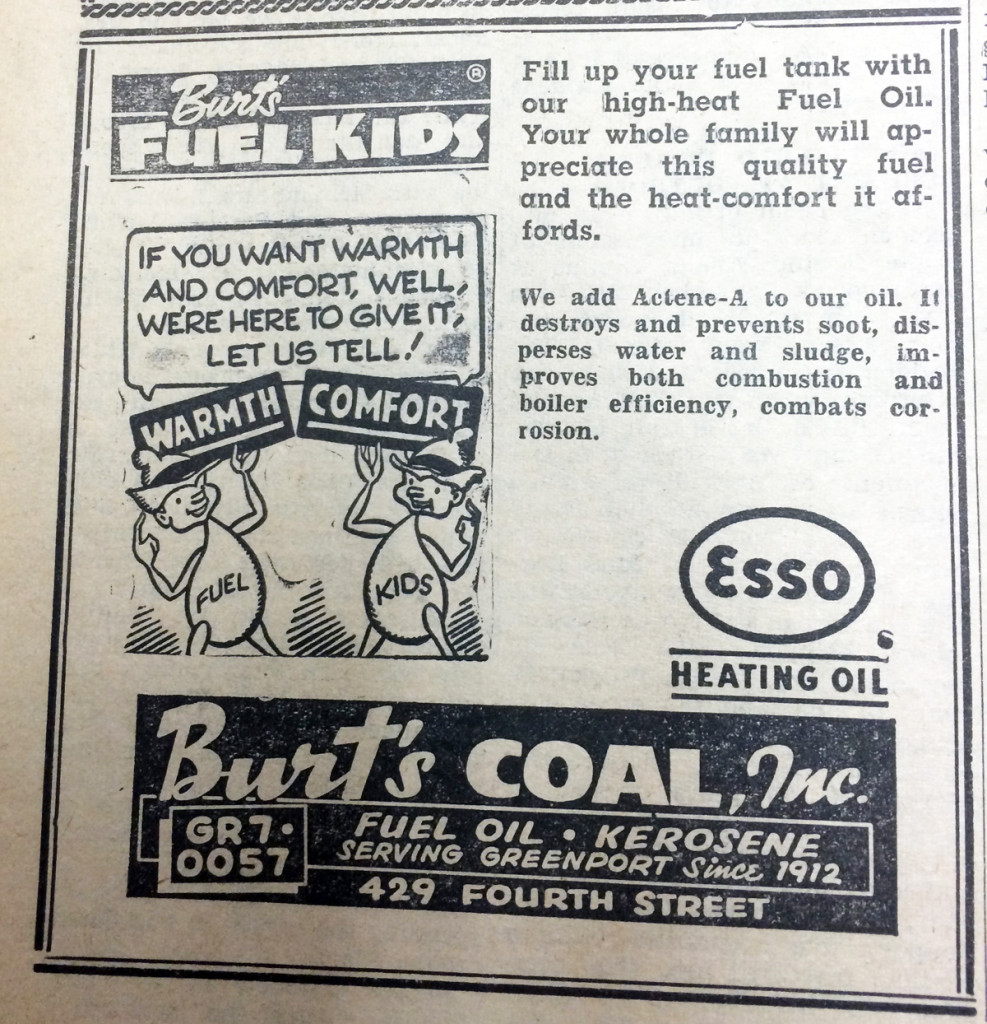 Burt's ®
FUEL KIDS
IF YOU WANT WARMTH
AND COMFORT, WELL,
WE'RE HERE TO GIVE IT,
LET US TELL!
WARMTH
COMFORT
FUEL
KIDS
Fill up your fuel tank with
our high-heat Fuel Oil.
Your whole family will ap-
preciate this quality fuel
and the heat-comfort it af-
fords.
We add Actene-A to our oil. It
destroys and prevents soot, dis-
perses water and sludge, im-
proves both combustion and
boiler efficiency, combats cor-
rosion.
Esso
HEATING OIL
Burt's COAL, Inc.
GR 7·
0057
FUEL OIL • KEROSENE
SERVING GREENPORT Since 1912
429 FOURTH STREET